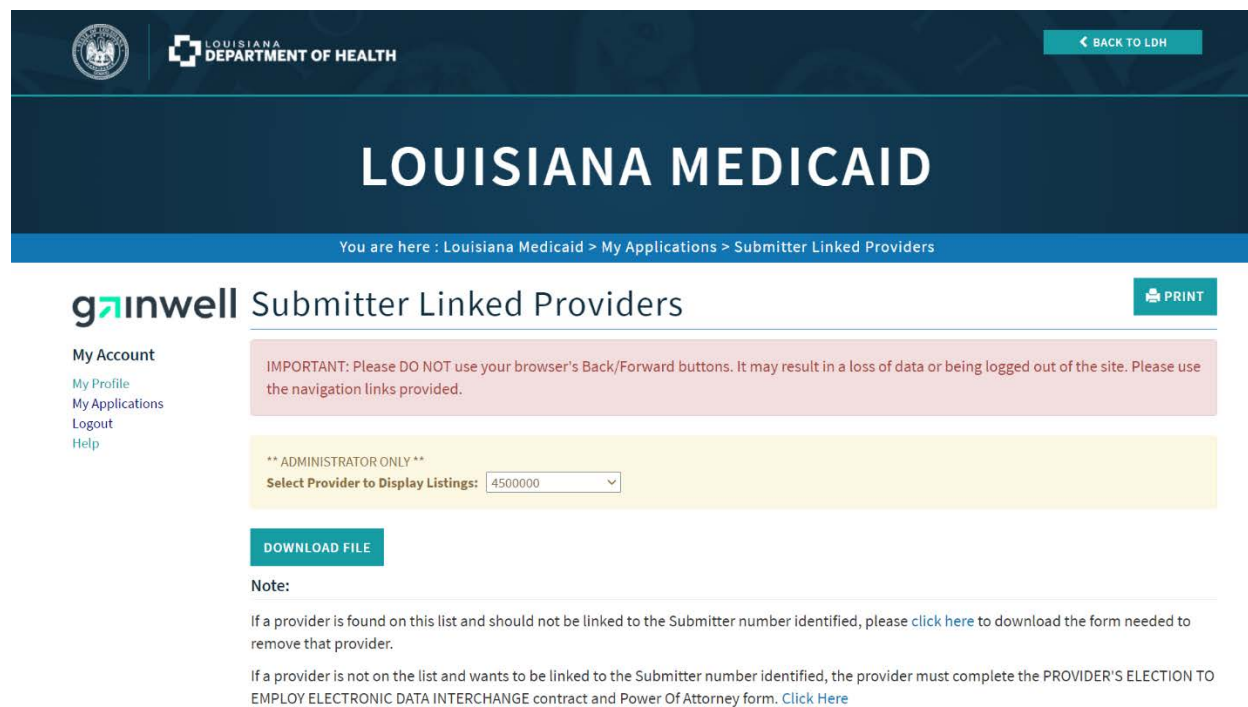 LOUISIANA
DEPARTMENT OF HEALTH
BACK TO LDH
LOUISIANA MEDICAID
You are here : Louisiana Medicaid > My Applications > Submitter Linked Providers
gainwell
Submitter Linked Providers
PRINT
My Account
My Profile
My Applications
Logout
Help
IMPORTANT: Please DO NOT use your browser's Back/Forward buttons. It may result in a loss of data or being logged out of the site. Please use
the navigation links provided.
** ADMINISTRATOR ONLY **
Select Provider to Display Listings: 4500000
DOWNLOAD FILE
Note:
If a provider is found on this list and should not be linked to the Submitter number identified, please click here to download the form needed to
remove that provider.
If a provider is not on the list and wants to be linked to the Submitter number identified, the provider must complete the PROVIDER'S ELECTION TO
EMPLOY ELECTRONIC DATA INTERCHANGE contract and Power Of Attorney form. Click Here